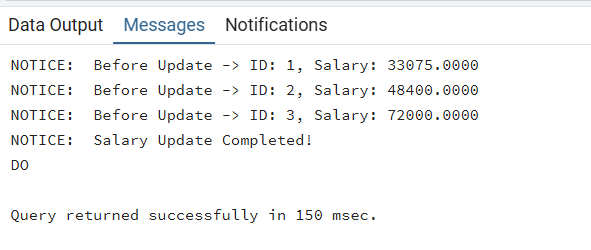 Data Output Messages Notifications
NOTICE:  Before Update -> ID: 1, Salary: 33075.0000
NOTICE:  Before Update -> ID: 2, Salary: 48400.0000
NOTICE:  Before Update -> ID: 3, Salary: 72000.0000
NOTICE:  Salary Update Completed!
DO
Query returned successfully in 150 msec.